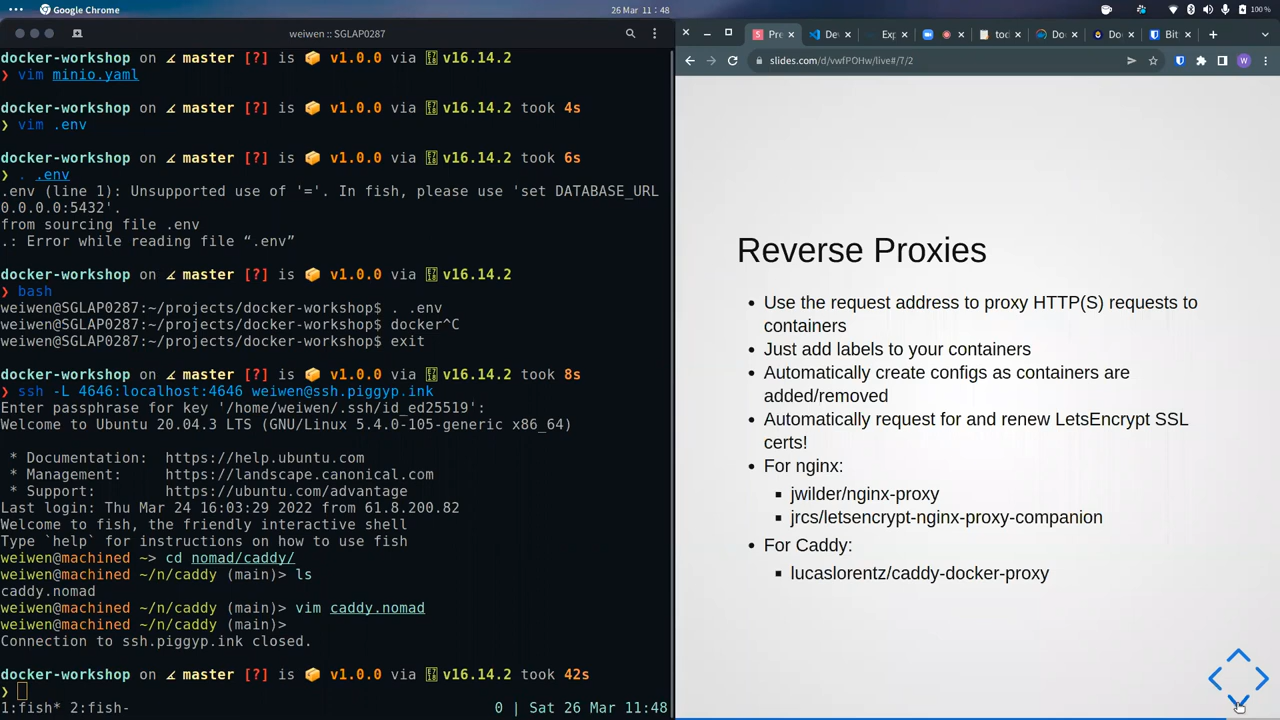 Google Chrome
26 Mar 11:48
100 %
weiwen :: SGLAP0287
docker-workshop on master [?] is v1.0.0 via v16.14.2
❯ vim minio.yaml
docker-workshop on master [?] is v1.0.0 via v16.14.2 took 4s
❯ vim .env
docker-workshop on master [?] is v1.0.0 via v16.14.2 took 6s
❯ . .env
.env (line 1): Unsupported use of '='. In fish, please use 'set DATABASE_URL
0.0.0.0:5432'.
from sourcing file .env
.: Error while reading file “.env”
docker-workshop on master [?] is v1.0.0 via v16.14.2
❯ bash
weiwen@SGLAP0287:~/projects/docker-workshop$ . .env
weiwen@SGLAP0287:~/projects/docker-workshop$ docker^C
weiwen@SGLAP0287:~/projects/docker-workshop$ exit
docker-workshop on master [?] is v1.0.0 via v16.14.2 took 8s
❯ ssh -L 4646:localhost:4646 weiwen@ssh.piggyp.ink
Enter passphrase for key '/home/weiwen/.ssh/id_ed25519':
Welcome to Ubuntu 20.04.3 LTS (GNU/Linux 5.4.0-105-generic x86_64)
* Documentation: https://help.ubuntu.com
* Management: https://landscape.canonical.com
* Support: https://ubuntu.com/advantage
Last login: Thu Mar 24 16:03:29 2022 from 61.8.200.82
Welcome to fish, the friendly interactive shell
Type `help` for instructions on how to use fish
weiwen@machined ~> cd nomad/caddy/
weiwen@machined ~/n/caddy (main)> ls
caddy.nomad
weiwen@machined ~/n/caddy (main)> vim caddy.nomad
weiwen@machined ~/n/caddy (main)>
Connection to ssh.piggyp.ink closed.
docker-workshop on master [?] is v1.0.0 via v16.14.2 took 42s
❯
1:fish* 2:fish-
0 | Sat 26 Mar 11:48
Pre
Dev
Exp
too
Doc
Do
Bit
slides.com/d/vwfPOHw/live#/7/2
W
Reverse Proxies
• Use the request address to proxy HTTP(S) requests to
containers
• Just add labels to your containers
• Automatically create configs as containers are
added/removed
• Automatically request for and renew LetsEncrypt SSL
certs!
• For nginx:
▪ jwilder/nginx-proxy
▪ jrcs/letsencrypt-nginx-proxy-companion
• For Caddy:
▪ lucaslorentz/caddy-docker-proxy